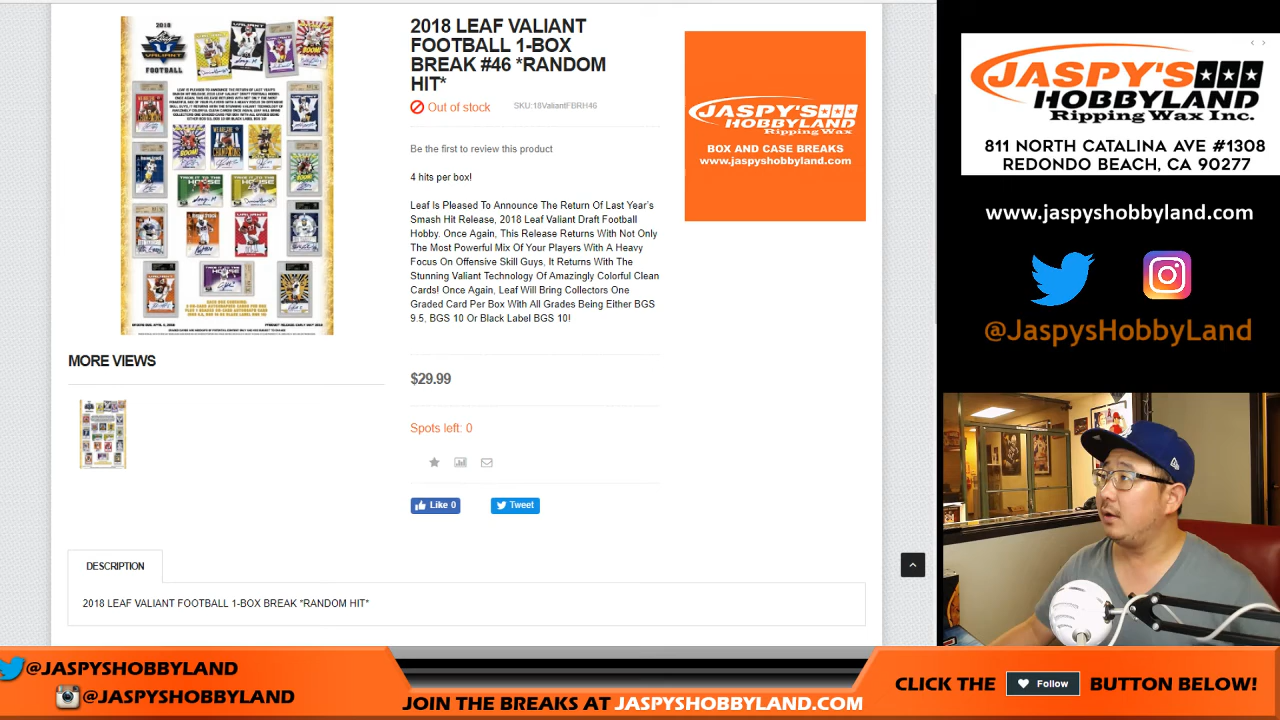 2018
Leaf
VALIANT
FOOTBALL
VALIANT
BOOM!
2018 LEAF VALIANT
FOOTBALL 1-BOX
BREAK #46 *RANDOM
HIT*
Out of stock
SKU:18ValiantFBRH46
Be the first to review this product
4 hits per box!
Leaf Is Pleased To Announce The Return Of Last Year's
Smash Hit Release, 2018 Leaf Valiant Draft Football
Hobby. Once Again, This Release Returns With Not Only
The Most Powerful Mix Of Your Players With A Heavy
Focus On Offensive Skill Guys, It Returns With The
Stunning Valiant Technology Of Amazingly Colorful Clean
Cards! Once Again, Leaf Will Bring Collectors One
Graded Card Per Box With All Grades Being Either BGS
9.5, BGS 10 Or Black Label BGS 10!
$29.99
Spots left: 0
Like 0
Tweet
MORE VIEWS
DESCRIPTION
2018 LEAF VALIANT FOOTBALL 1-BOX BREAK *RANDOM HIT*
JASPY'S
HOBBYLAND
Ripping Wax Inc.
BOX AND CASE BREAKS
www.jaspyshobbyland.com
JASPY'S
HOBBYLAND
Ripping Wax Inc.
811 NORTH CATALINA AVE #1308
REDONDO BEACH, CA 90277
www.jaspyshobbyland.com
@JaspysHobbyLand
@JASPYSHOBBYLAND
@JASPYSHOBBYLAND
JOIN THE BREAKS AT JASPYSHOBBYLAND.COM
CLICK THE Follow BUTTON BELOW!